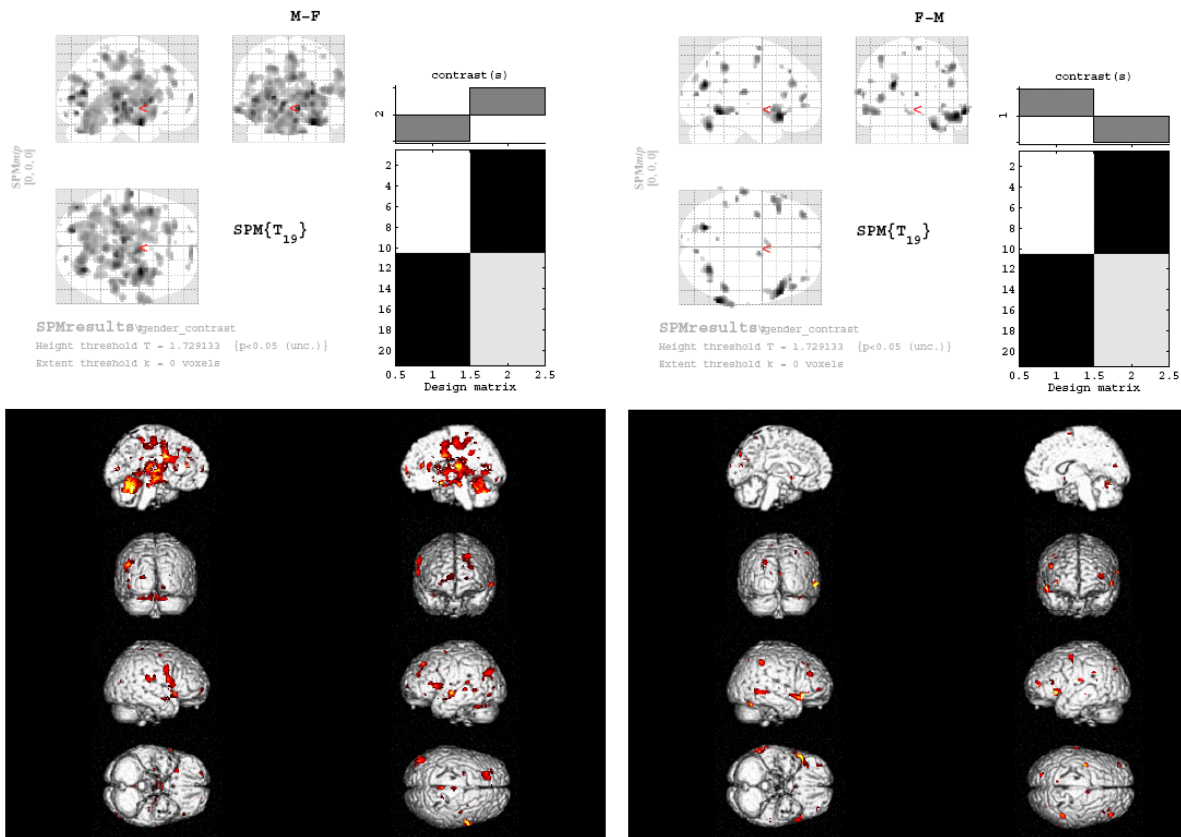 M-F
contrast(s)
2
<
<
SPMmip
[0, 0, 0]
<
SPM{T19}
2
4
6
8
10
12
14
16
18
20
0.5 1 1.5 2 2.5
Design matrix
SPMresults:\gender_contrast
Height threshold T = 1.729133 {p<0.05 (unc.)}
Extent threshold k = 0 voxels
F-M
contrast(s)
1
<
<
SPMmip
[0, 0, 0]
<
SPM{T19}
2
4
6
8
10
12
14
16
18
20
0.5 1 1.5 2 2.5
Design matrix
SPMresults:\gender_contrast
Height threshold T = 1.729133 {p<0.05 (unc.)}
Extent threshold k = 0 voxels